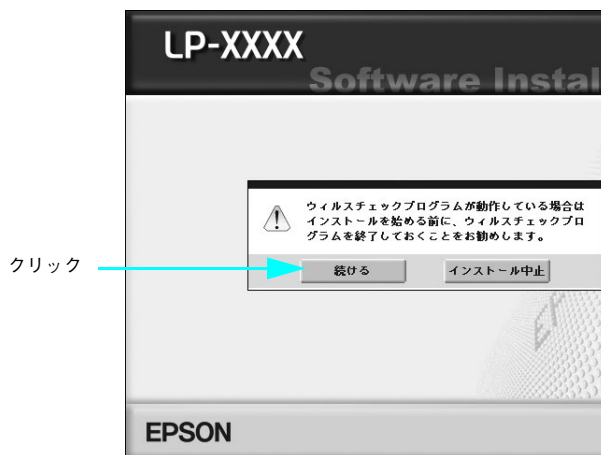 LP-XXXX
Software Instal
ウィルスチェックプログラムが動作している場合は
インストールを始める前に、ウィルスチェックプロ
グラムを終了しておくことをお勧めします。
クリック
続ける
インストール中止
EPSON